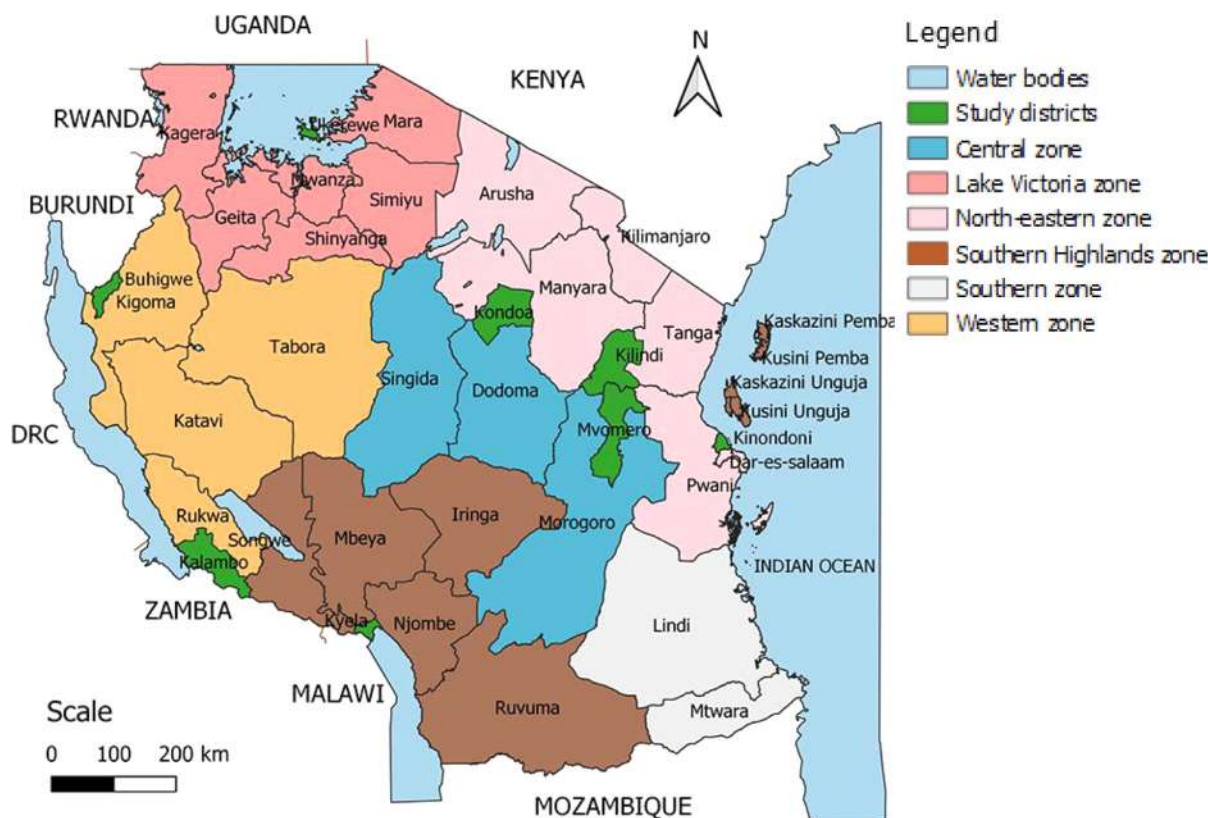 UGANDA
N
KENYA
RWANDA
Kagera
Ukerewe
Mara
Mwanza
Simiyu
Arusha
BURUNDI
Geita
Shinyanga
Kilimanjaro
Buhigwe
Kigoma
Manyara
Kondoa
Tanga
Kaskazini Pemba
Kilindi
Kusini Pemba
Tabora
Singida
Dodoma
Kaskazini Unguja
Kusini Unguja
DRC
Katavi
Mvomero
Kinondoni
Dar-es-salaam
Pwani
Rukwa
Songwe
Mbeya
Iringa
Morogoro
Kalambo
INDIAN OCEAN
ZAMBIA
Kyela
Njombe
Lindi
MALAWI
Ruvuma
Mtwara
MOZAMBIQUE
Scale
0 100 200 km
Legend
Water bodies
Study districts
Central zone
Lake Victoria zone
North-eastern zone
Southern Highlands zone
Southern zone
Western zone